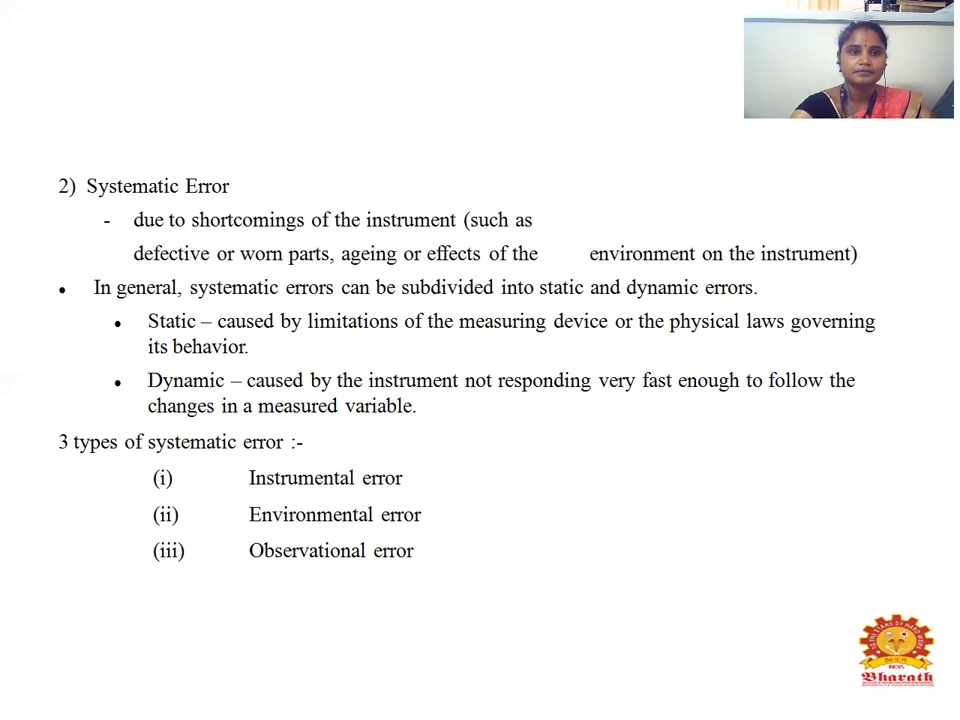 2) Systematic Error
- due to shortcomings of the instrument (such as
defective or worn parts, ageing or effects of the environment on the instrument)
• In general, systematic errors can be subdivided into static and dynamic errors.
• Static – caused by limitations of the measuring device or the physical laws governing
its behavior.
• Dynamic – caused by the instrument not responding very fast enough to follow the
changes in a measured variable.
3 types of systematic error :-
(i) Instrumental error
(ii) Environmental error
(iii) Observational error
BIHER
INDIA
Bharath